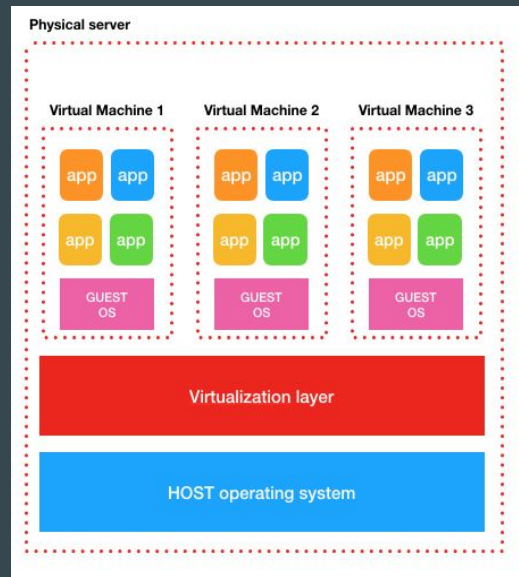 Physical server
Virtual Machine 1 Virtual Machine 2 Virtual Machine 3
app app app app app app
app app app app app app
GUEST GUEST GUEST
OS OS OS
Virtualization layer
HOST operating system